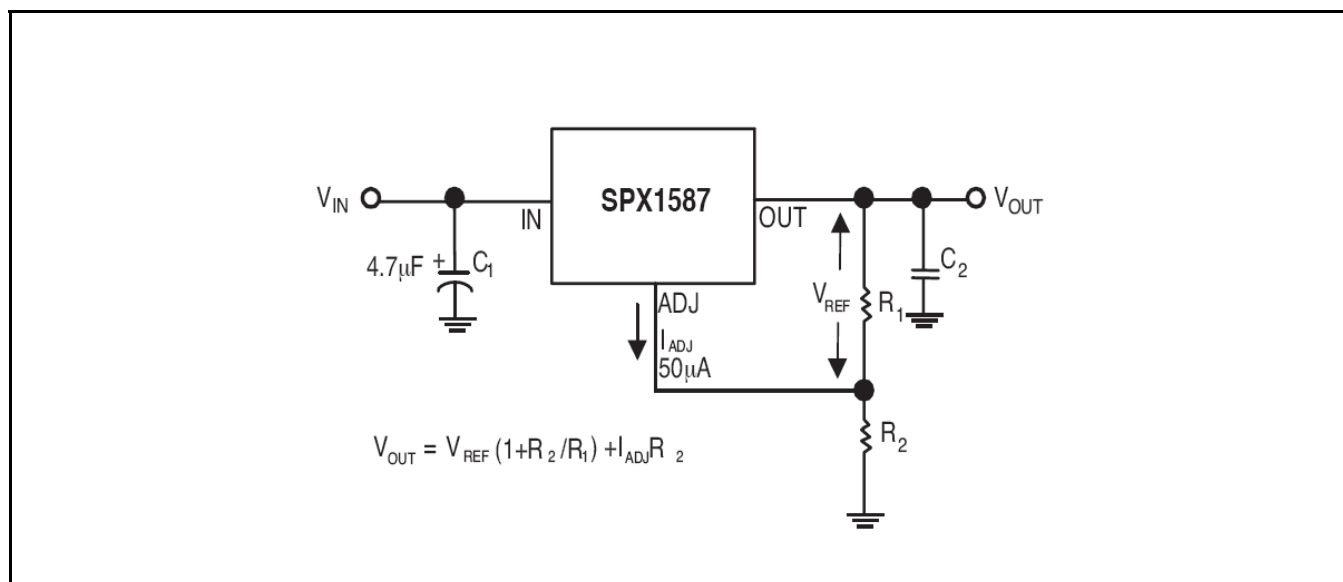 SPX1587
V_IN
IN
OUT
V_OUT
4.7μF + C_1
ADJ
I_ADJ
50μA
V_REF
R_1
C_2
R_2
V_OUT = V_REF (1+R_2/R_1) +I_ADJ R_2